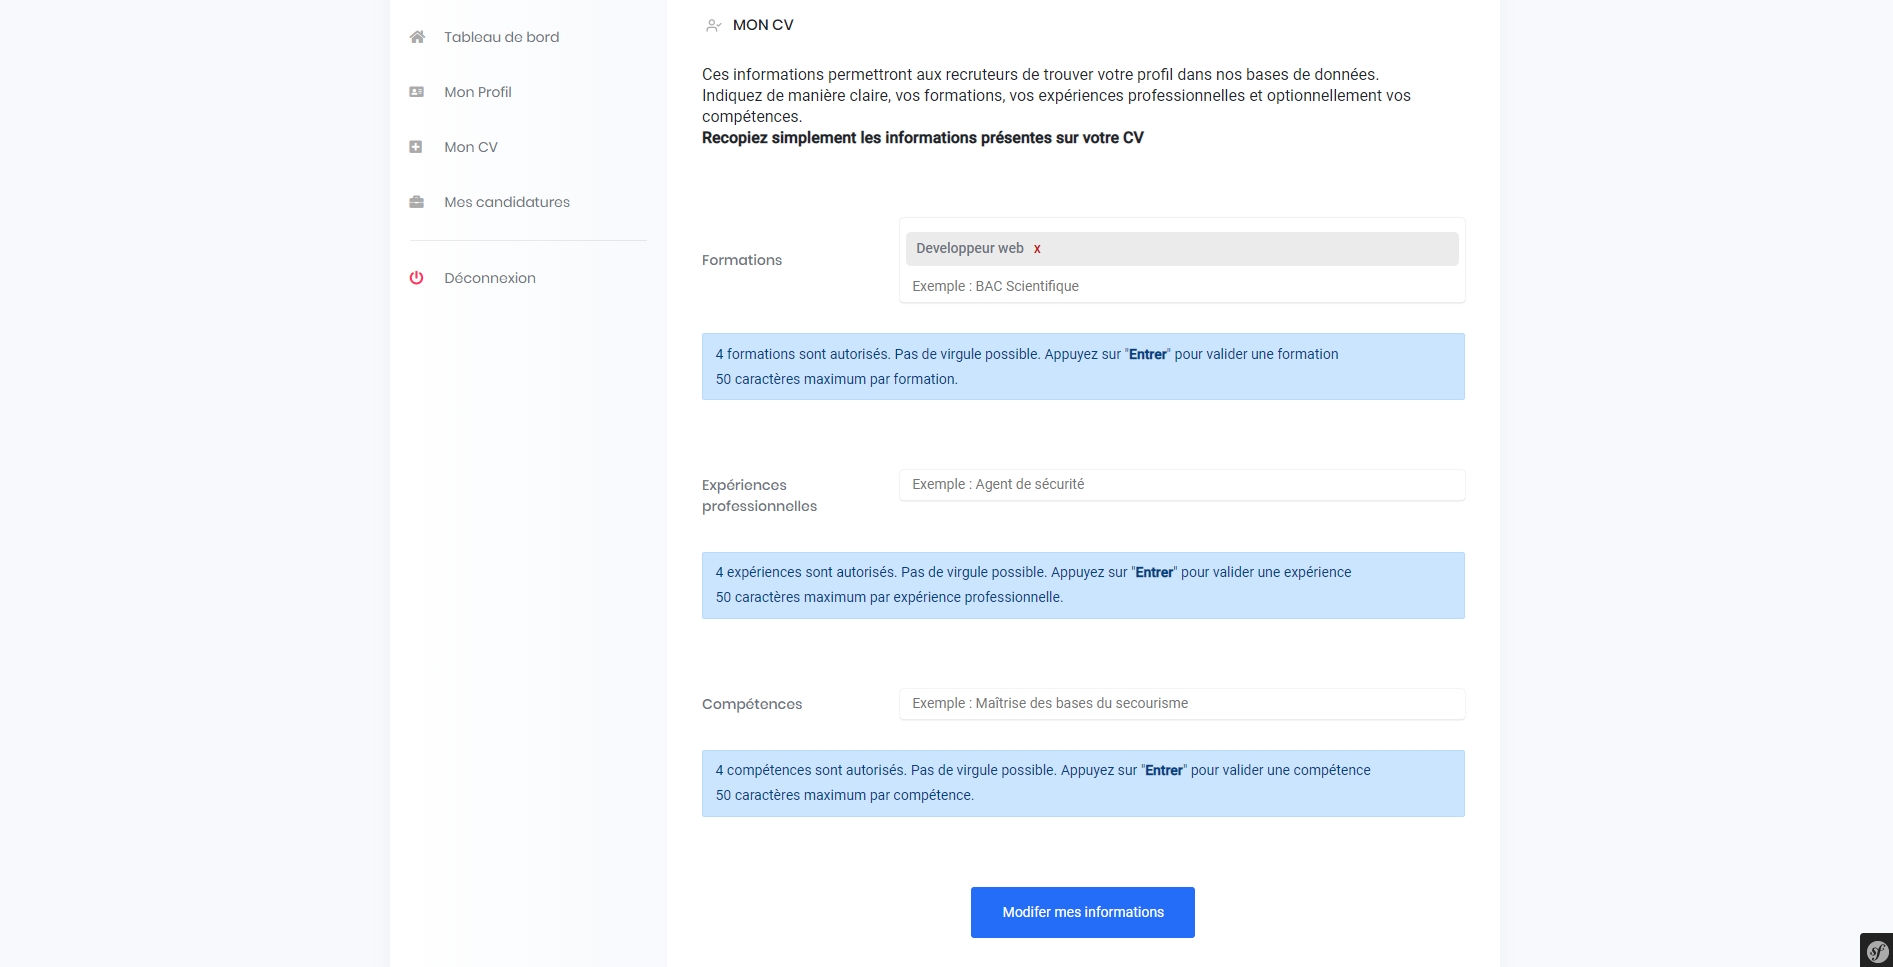 Tableau de bord
Mon Profil
Mon CV
Mes candidatures
Déconnexion
MON CV
Ces informations permettront aux recruteurs de trouver votre profil dans nos bases de données.
Indiquez de manière claire, vos formations, vos expériences professionnelles et optionnellement vos
compétences.
Recopiez simplement les informations présentes sur votre CV
Formations
Developpeur web x
Exemple : BAC Scientifique
4 formations sont autorisés. Pas de virgule possible. Appuyez sur "Entrer" pour valider une formation
50 caractères maximum par formation.
Expériences
professionnelles
Exemple : Agent de sécurité
4 expériences sont autorisés. Pas de virgule possible. Appuyez sur "Entrer" pour valider une expérience
50 caractères maximum par expérience professionnelle.
Compétences
Exemple : Maîtrise des bases du secourisme
4 compétences sont autorisés. Pas de virgule possible. Appuyez sur "Entrer" pour valider une compétence
50 caractères maximum par compétence.
Modifer mes informations
sf